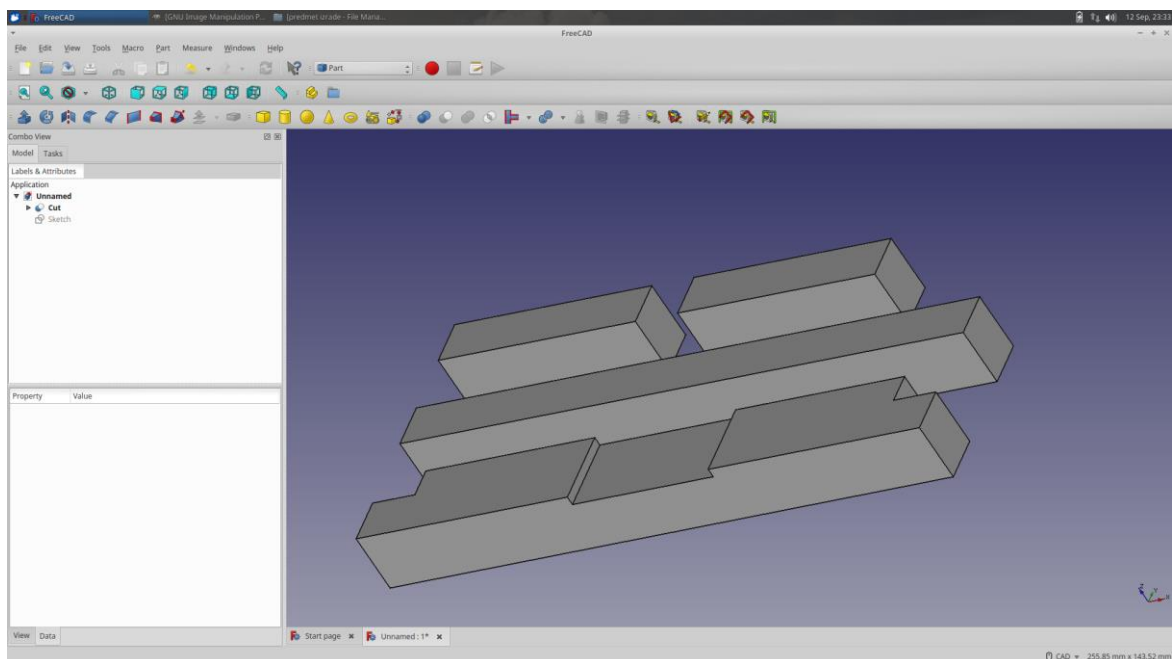 FreeCAD [GNU Image Manipulation P... [predmet izrade - File Mana... 12 Sep, 23:33
FreeCAD
File Edit View Tools Macro Part Measure Windows Help
Part
Combo View
Model Tasks
Labels & Attributes
Application
Unnamed
Cut
Sketch
Property Value
Z Y X
View Data
Start page Unnamed : 1*
CAD 255.85 mm x 143.52 mm